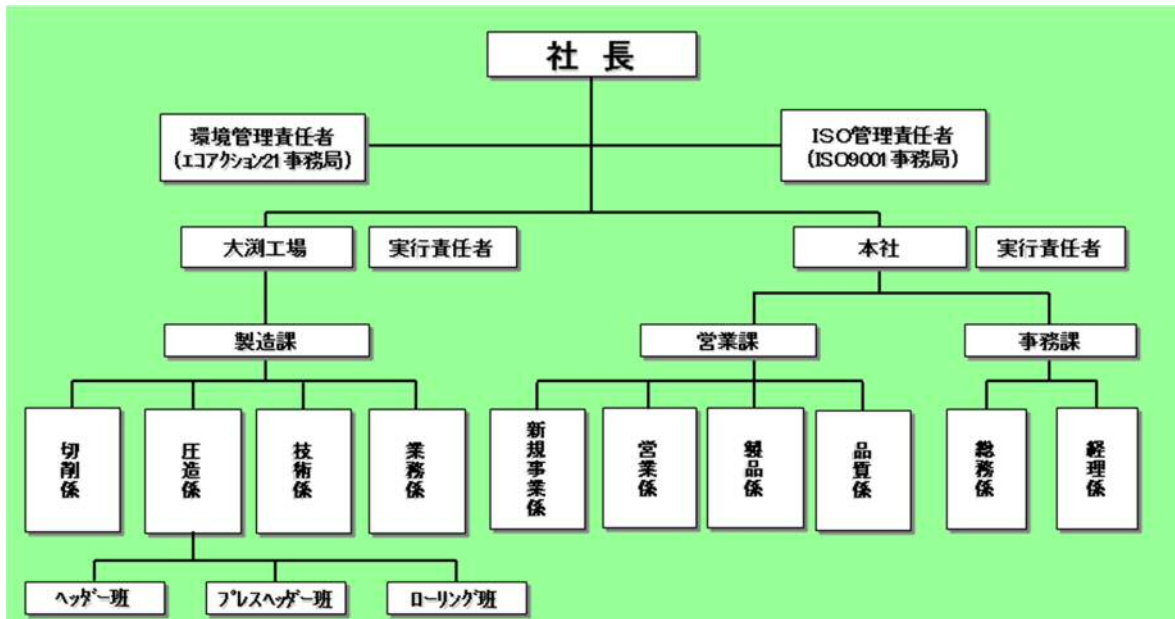 社 長
環境管理責任者
(ｴｺｱｸｼｮﾝ21事務局)
ISO管理責任者
(ISO9001事務局)
大渕工場
実行責任者
本社
実行責任者
製造課
営業課
事務課
切削係
圧造係
技術係
業務係
新規事業係
営業係
製品係
品質係
総務係
経理係
ﾍｯﾀﾞｰ班
ﾌﾟﾚｽﾍｯﾀﾞｰ班
ﾛｰﾘﾝｸﾞ班